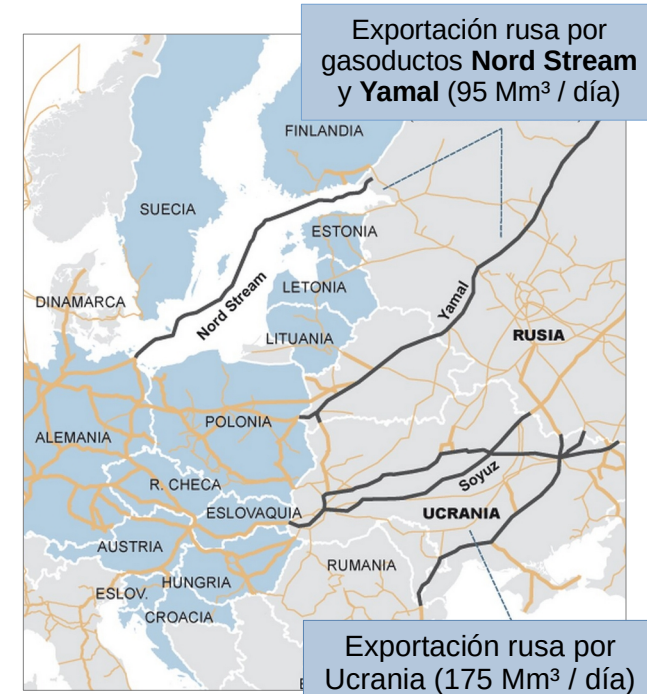 Exportación rusa por
gasoductos Nord Stream
y Yamal (95 Mm³ / día)
FINLANDIA
SUECIA
ESTONIA
LETONIA
DINAMARCA
Nord Stream
Yamal
LITUANIA
RUSIA
POLONIA
ALEMANIA
R. CHECA
Soyuz
ESLOVAQUIA
UCRANIA
AUSTRIA
RUMANIA
HUNGRIA
ESLOV.
CROACIA
Exportación rusa por
Ucrania (175 Mm³ / día)